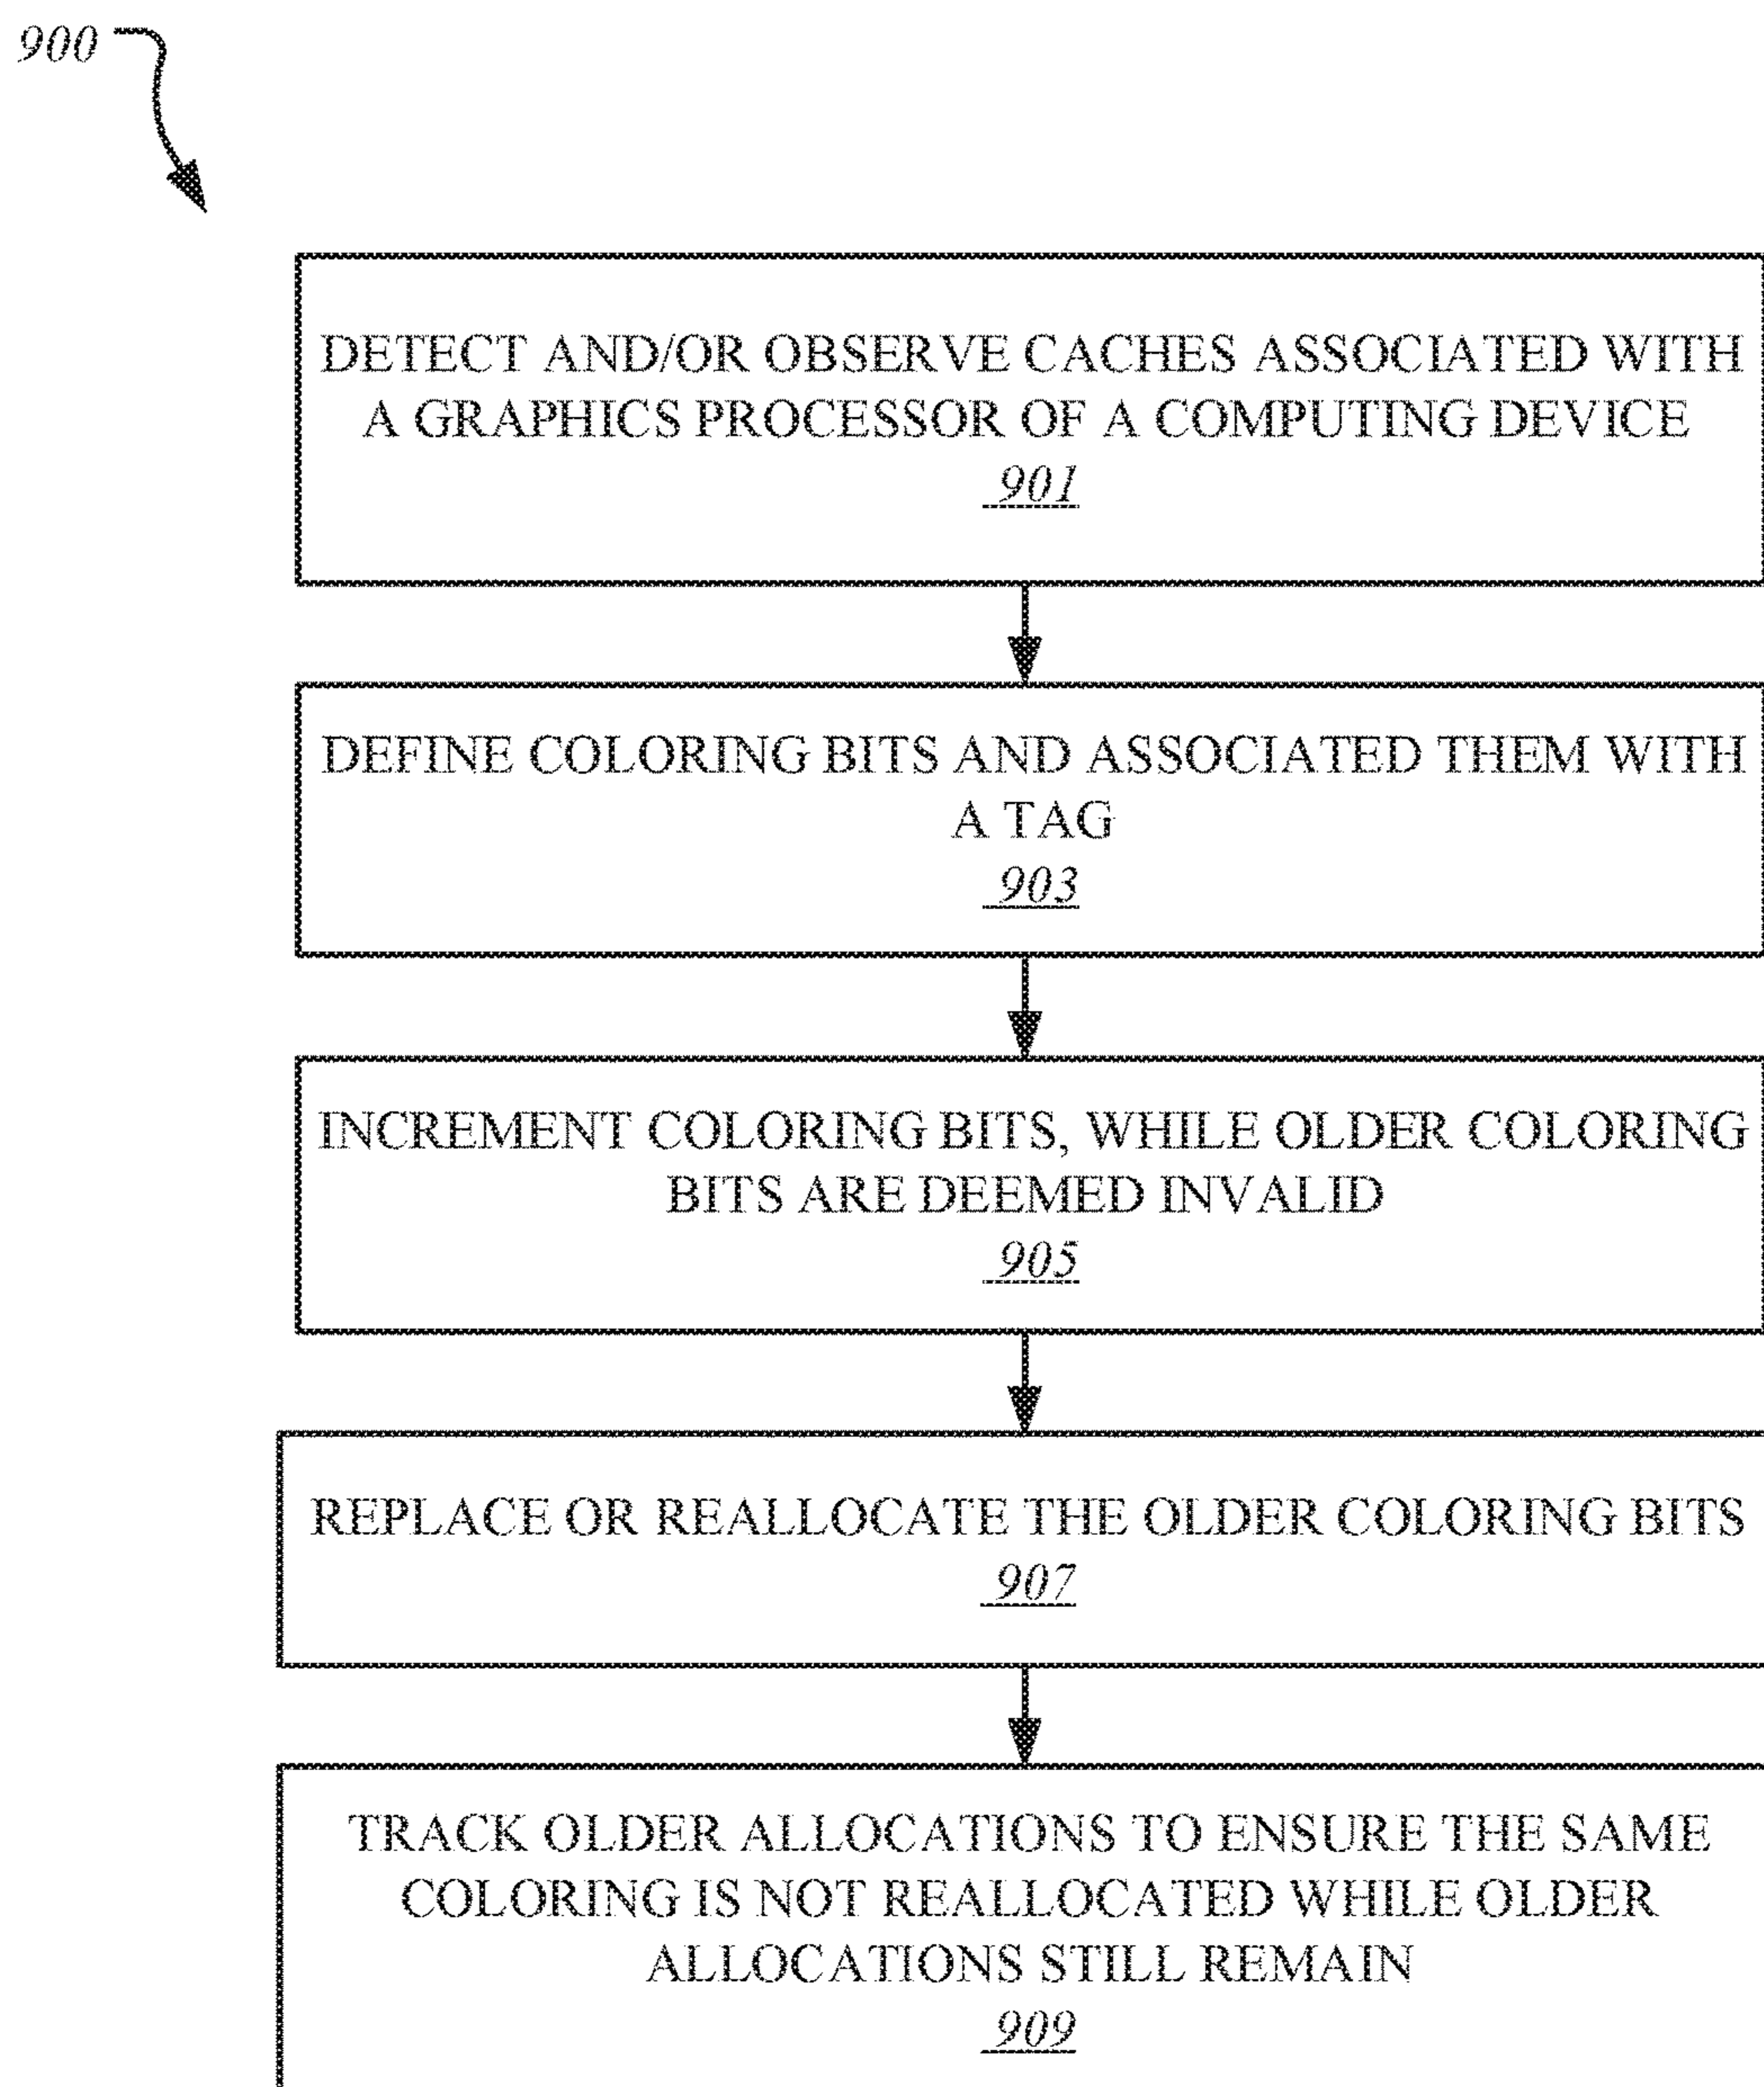 900
DETECT AND/OR OBSERVE CACHES ASSOCIATED WITH
A GRAPHICS PROCESSOR OF A COMPUTING DEVICE
901
DEFINE COLORING BITS AND ASSOCIATED THEM WITH
A TAG
903
INCREMENT COLORING BITS, WHILE OLDER COLORING
BITS ARE DEEMED INVALID
905
REPLACE OR REALLOCATE THE OLDER COLORING BITS
907
TRACK OLDER ALLOCATIONS TO ENSURE THE SAME
COLORING IS NOT REALLOCATED WHILE OLDER
ALLOCATIONS STILL REMAIN
909